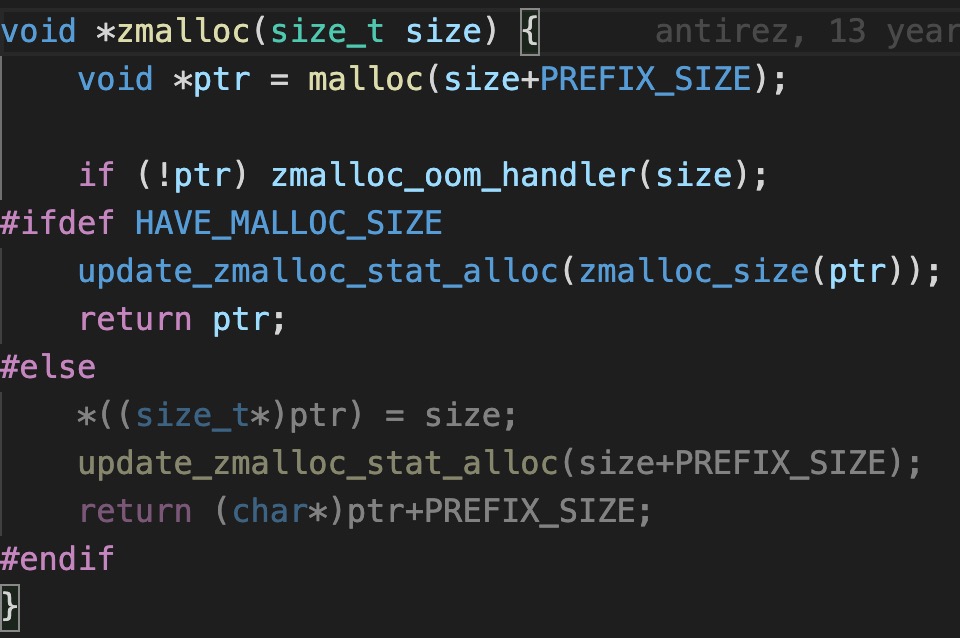 void *zmalloc(size_t size) { antirez, 13 year
    void *ptr = malloc(size+PREFIX_SIZE);
    if (!ptr) zmalloc_oom_handler(size);
#ifdef HAVE_MALLOC_SIZE
    update_zmalloc_stat_alloc(zmalloc_size(ptr));
    return ptr;
#else
    *((size_t*)ptr) = size;
    update_zmalloc_stat_alloc(size+PREFIX_SIZE);
    return (char*)ptr+PREFIX_SIZE;
#endif
}